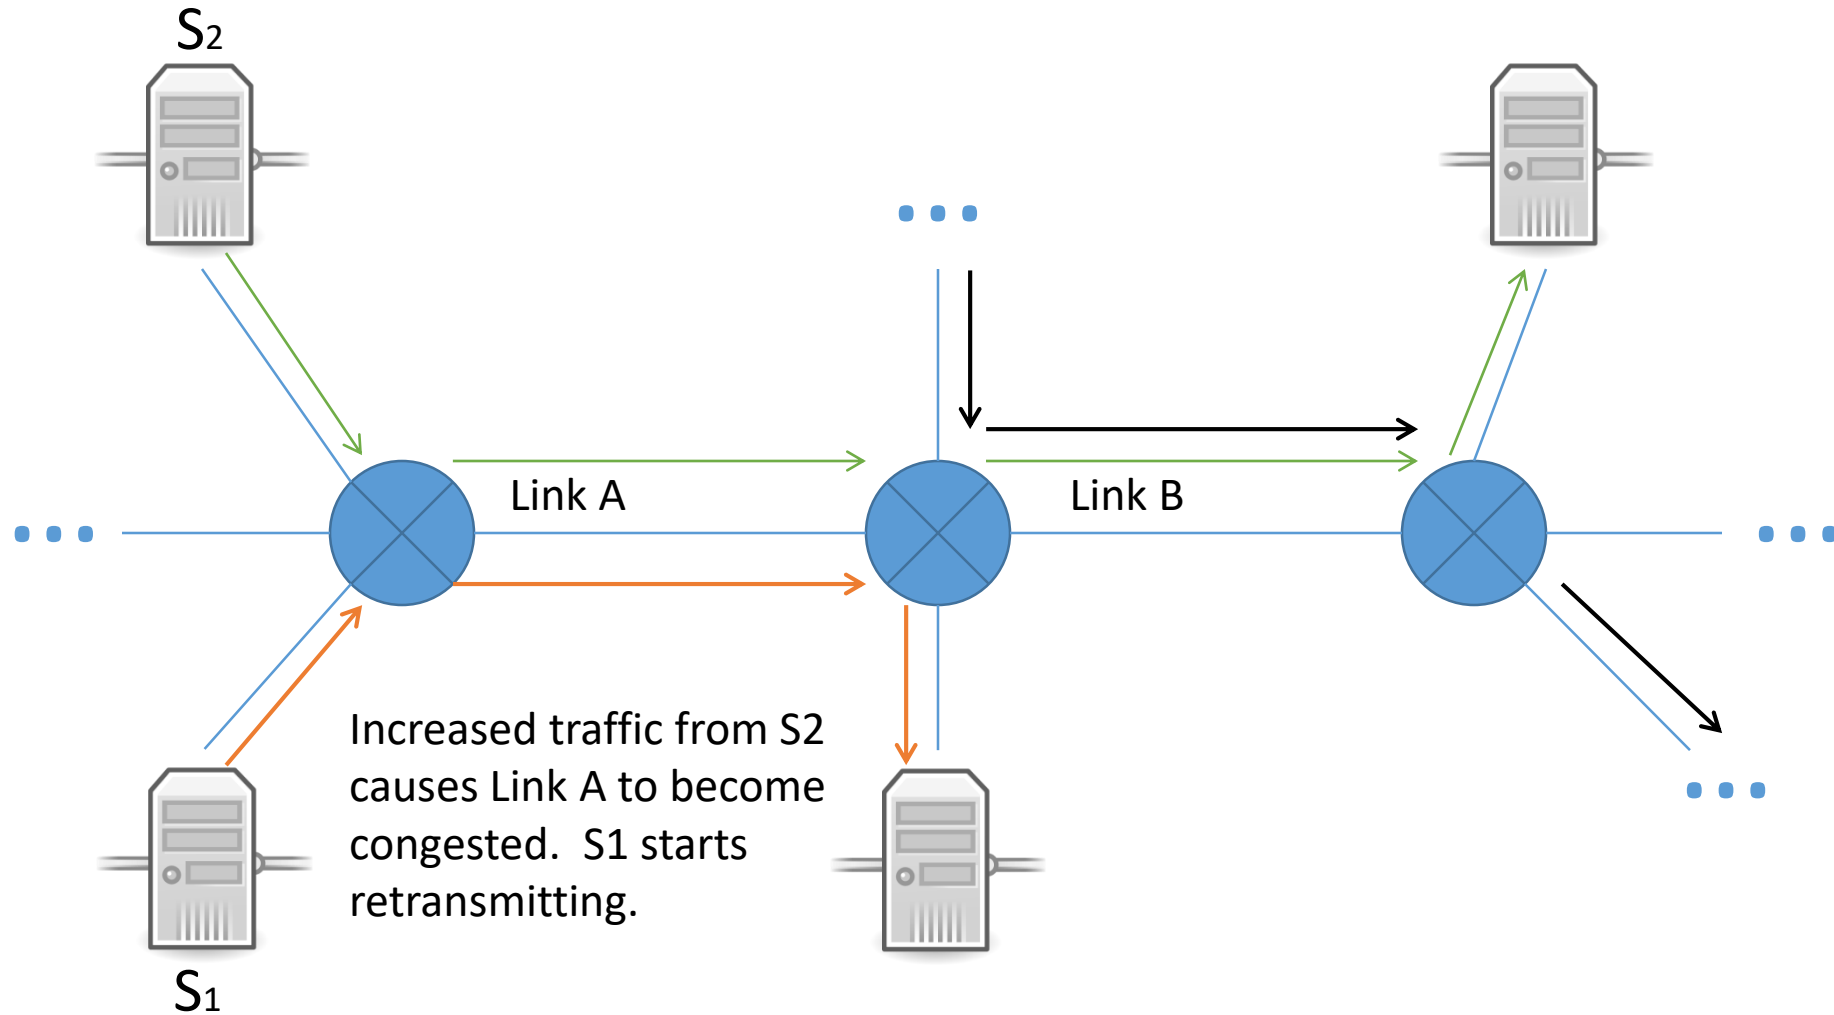 S2
Link A
Link B
Increased traffic from S2
causes Link A to become
congested.  S1 starts
retransmitting.
S1